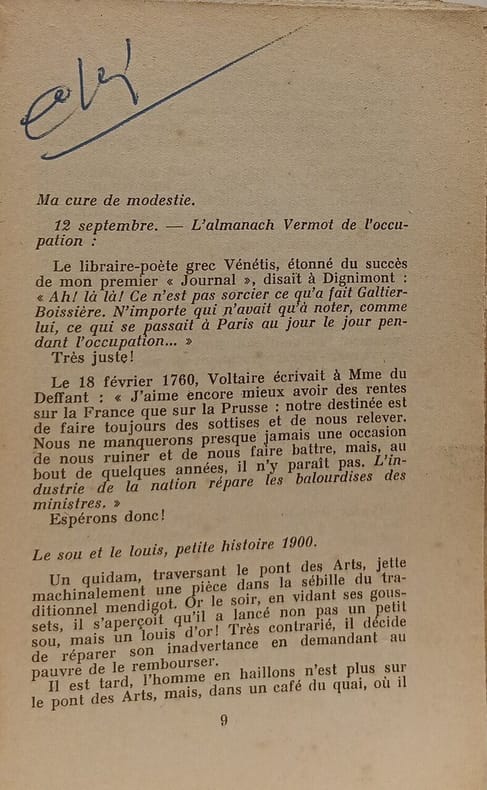 Ma cure de modestie.
12 septembre. — L'almanach Vermot de l'occu-
pation :
Le libraire-poète grec Vénétis, étonné du succès
de mon premier « Journal », disait à Dignimont :
« Ah! là là! Ce n'est pas sorcier ce qu'a fait Galtier-
Boissière. N'importe qui n'avait qu'à noter, comme
lui, ce qui se passait à Paris au jour le jour pen-
dant l'occupation... »
Très juste!
Le 18 février 1760, Voltaire écrivait à Mme du
Deffant : « J'aime encore mieux avoir des rentes
sur la France que sur la Prusse : notre destinée est
de faire toujours des sottises et de nous relever.
Nous ne manquerons presque jamais une occasion
de nous ruiner et de nous faire battre, mais, au
bout de quelques années, il n'y paraît pas. L'in-
dustrie de la nation répare les balourdises des
ministres. »
Espérons donc!
Le sou et le louis, petite histoire 1900.
Un quidam, traversant le pont des Arts, jette
machinalement une pièce dans la sébille du tra-
ditionnel mendigot. Or le soir, en vidant ses gous-
sets, il s'aperçoit qu'il a lancé non pas un petit
sou, mais un louis d'or! Très contrarié, il décide
de réparer son inadvertance en demandant au
pauvre de le rembourser.
Il est tard, l'homme en haillons n'est plus sur
le pont des Arts, mais, dans un café du quai, où il
9